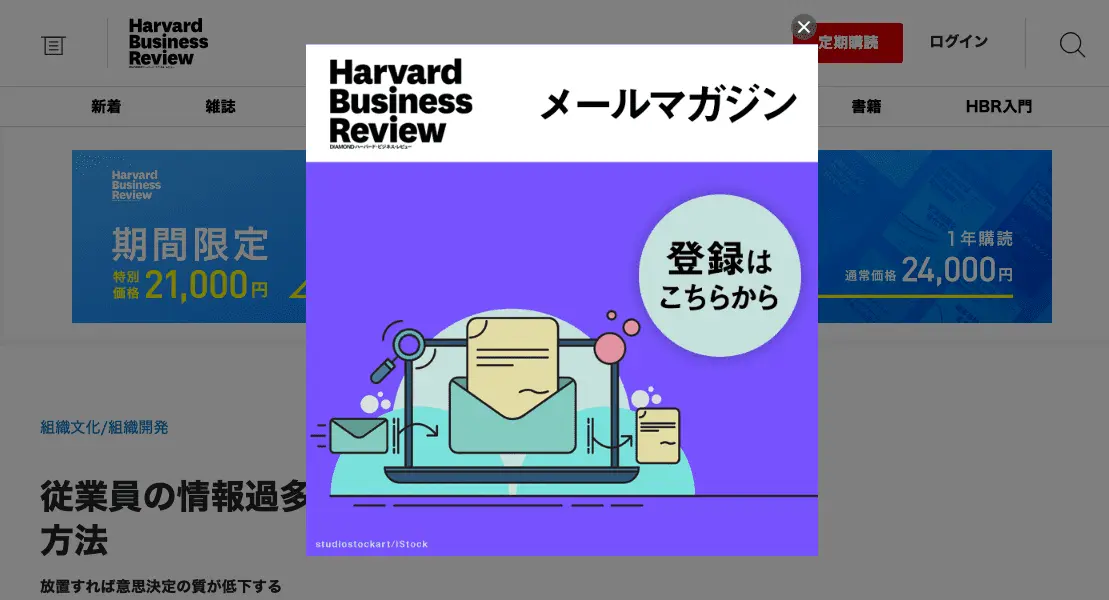 Harvard
Business
Review
定期購読
ログイン
新着
雑誌
書籍
HBR入門
Harvard
Business
Review
DIAMOND ハーバード・ビジネス・レビュー
メールマガジン
登録は
こちらから
studiostockart/iStock
Harvard
Business
Review
期間限定
特別
価格 21,000円
1年購読
通常価格 24,000円
組織文化/組織開発
従業員の情報過多
方法
放置すれば意思決定の質が低下する